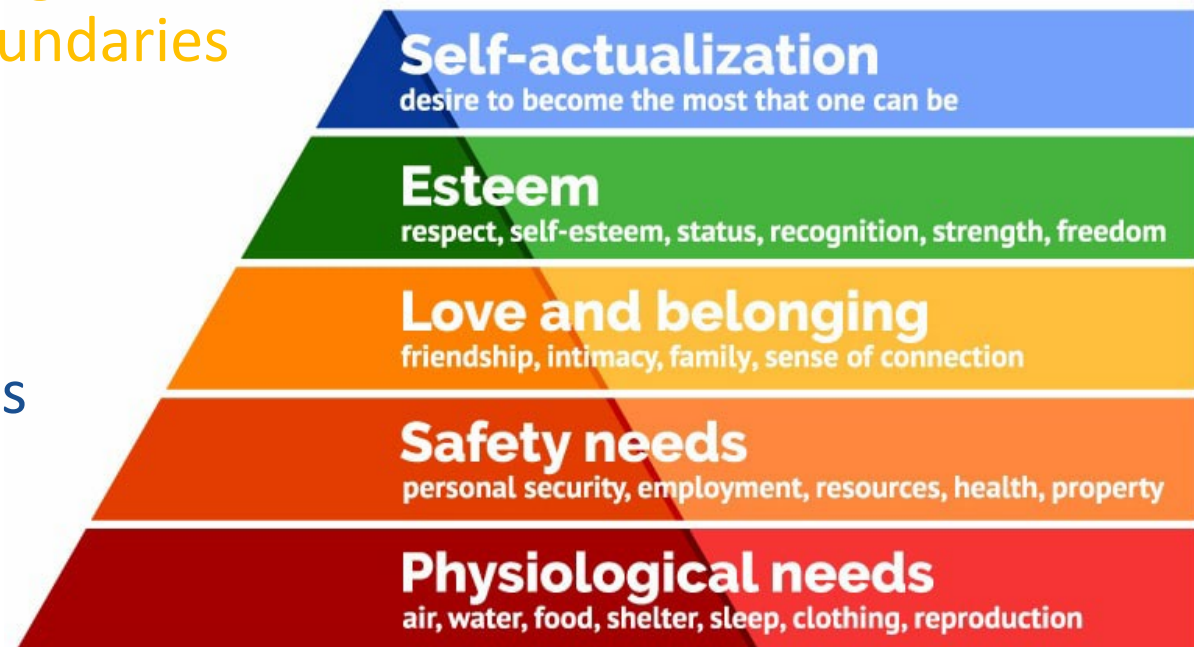 undaries
Self-actualization
desire to become the most that one can be
Esteem
respect, self-esteem, status, recognition, strength, freedom
Love and belonging
friendship, intimacy, family, sense of connection
s
Safety needs
personal security, employment, resources, health, property
Physiological needs
air, water, food, shelter, sleep, clothing, reproduction